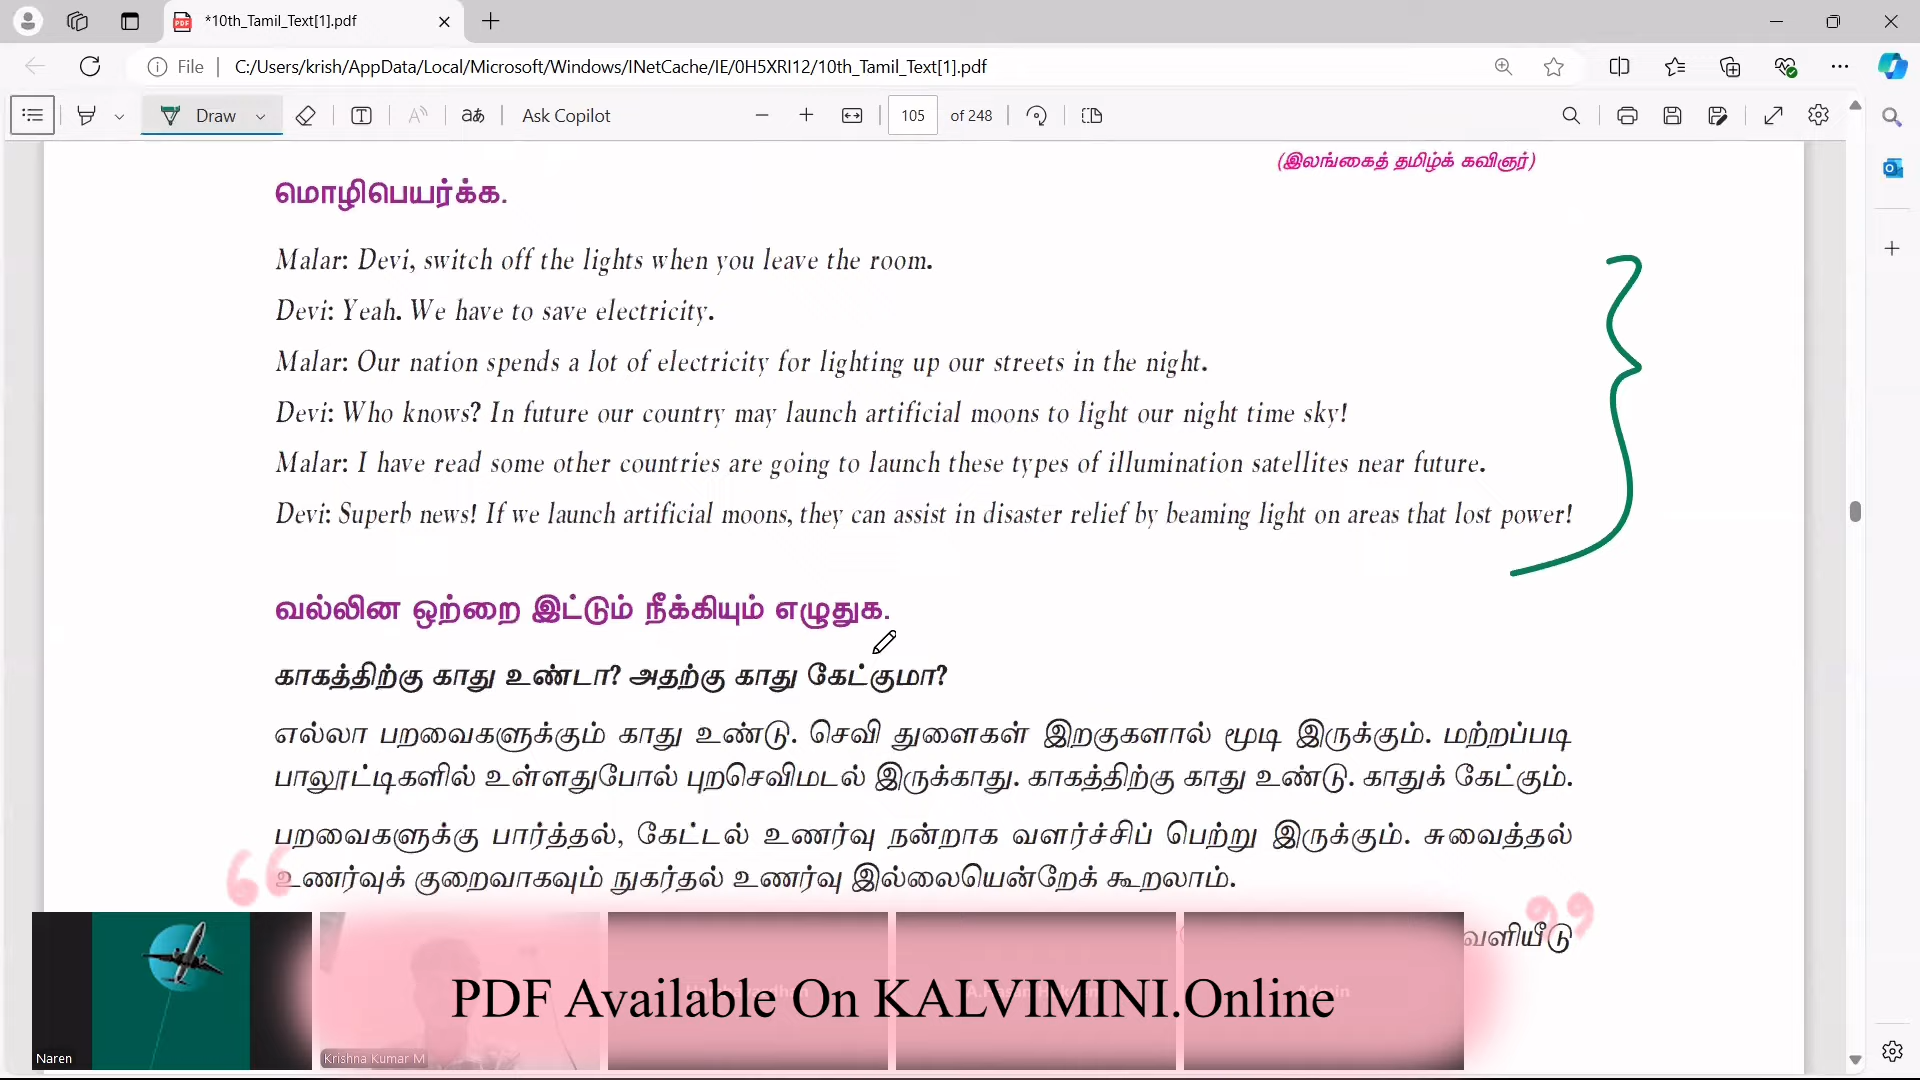 *10th_Tamil_Text[1].pdf
File C:/Users/krish/AppData/Local/Microsoft/Windows/INetCache/IE/0H5XRI12/10th_Tamil_Text[1].pdf
Draw Ask Copilot 105 of 248
(இலங்கைத் தமிழ்க் கவிஞர்)
மொழிபெயர்க்க.
Malar: Devi, switch off the lights when you leave the room.
Devi: Yeah. We have to save electricity.
Malar: Our nation spends a lot of electricity for lighting up our streets in the night.
Devi: Who knows? In future our country may launch artificial moons to light our night time sky!
Malar: I have read some other countries are going to launch these types of illumination satellites near future.
Devi: Superb news! If we launch artificial moons, they can assist in disaster relief by beaming light on areas that lost power!
வல்லின ஒற்றை இட்டும் நீக்கியும் எழுதுக.
காகத்திற்கு காது உண்டா? அதற்கு காது கேட்குமா?
எல்லா பறவைகளுக்கும் காது உண்டு. செவி துளைகள் இறகுகளால் மூடி இருக்கும். மற்றப்படி
பாலூட்டிகளில் உள்ளதுபோல் புறசெவிமடல் இருக்காது. காகத்திற்கு காது உண்டு. காதுக் கேட்கும்.
பறவைகளுக்கு பார்த்தல், கேட்டல் உணர்வு நன்றாக வளர்ச்சிப் பெற்று இருக்கும். சுவைத்தல்
உணர்வுக் குறைவாகவும் நுகர்தல் உணர்வு இல்லையென்றேக் கூறலாம்.
வளியீடு
PDF Available On KALVIMINI.Online
Naren
Krishna Kumar M